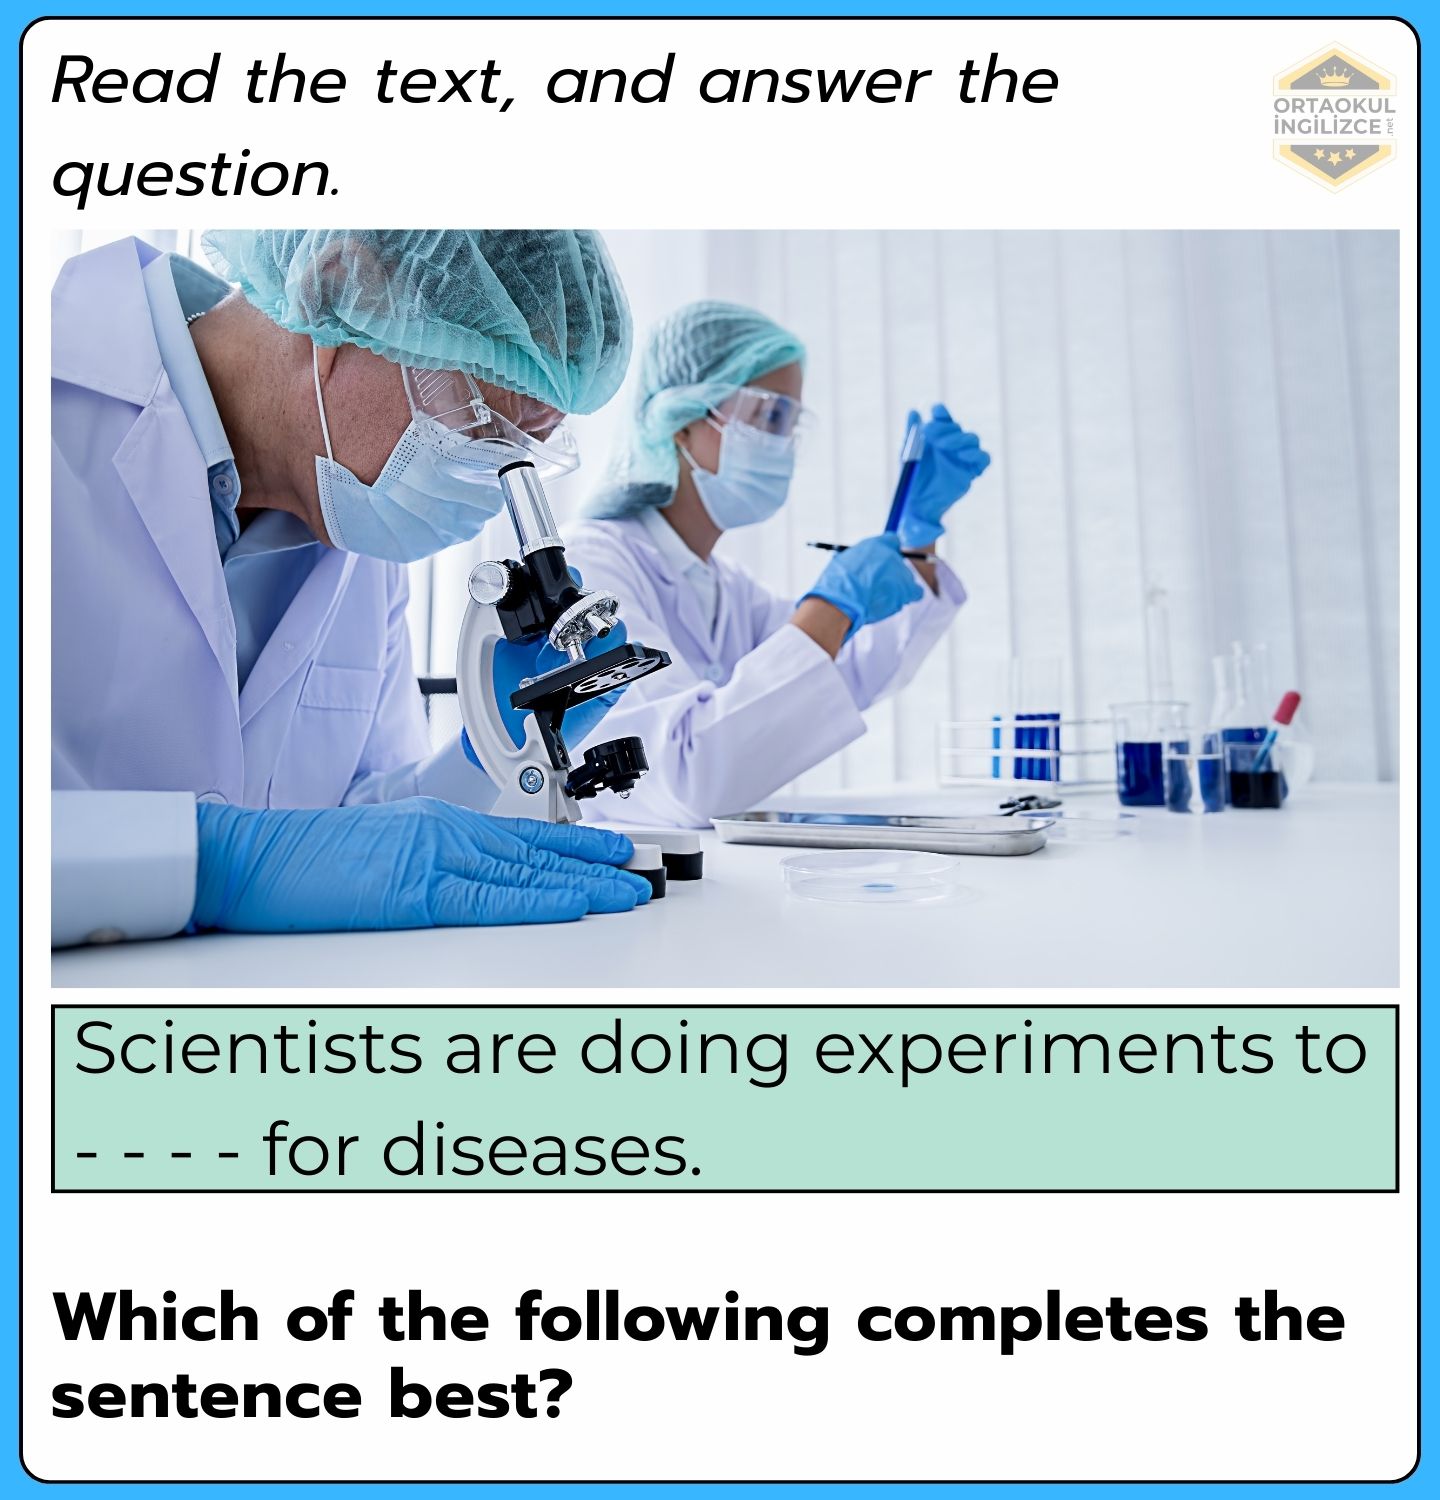 Read the text, and answer the
question.
ORTAOKUL
İNGİLİZCE
.net
Scientists are doing experiments to
- - - - for diseases.
Which of the following completes the
sentence best?